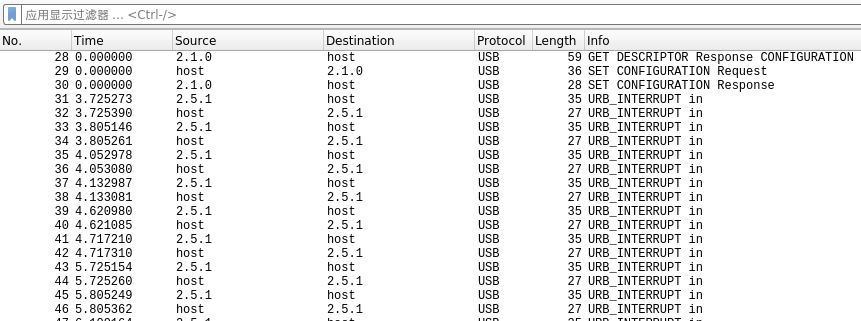 应用显示过滤器 … <Ctrl-/>
No. Time Source Destination Protocol Length Info
28 0.000000 2.1.0 host USB 59 GET DESCRIPTOR Response CONFIGURATION
29 0.000000 host 2.1.0 USB 36 SET CONFIGURATION Request
30 0.000000 2.1.0 host USB 28 SET CONFIGURATION Response
31 3.725273 2.5.1 host USB 35 URB_INTERRUPT in
32 3.725390 host 2.5.1 USB 27 URB_INTERRUPT in
33 3.805146 2.5.1 host USB 35 URB_INTERRUPT in
34 3.805261 host 2.5.1 USB 27 URB_INTERRUPT in
35 4.052978 2.5.1 host USB 35 URB_INTERRUPT in
36 4.053080 host 2.5.1 USB 27 URB_INTERRUPT in
37 4.132987 2.5.1 host USB 35 URB_INTERRUPT in
38 4.133081 host 2.5.1 USB 27 URB_INTERRUPT in
39 4.620980 2.5.1 host USB 35 URB_INTERRUPT in
40 4.621085 host 2.5.1 USB 27 URB_INTERRUPT in
41 4.717210 2.5.1 host USB 35 URB_INTERRUPT in
42 4.717310 host 2.5.1 USB 27 URB_INTERRUPT in
43 5.725154 2.5.1 host USB 35 URB_INTERRUPT in
44 5.725260 host 2.5.1 USB 27 URB_INTERRUPT in
45 5.805249 2.5.1 host USB 35 URB_INTERRUPT in
46 5.805362 host 2.5.1 USB 27 URB_INTERRUPT in